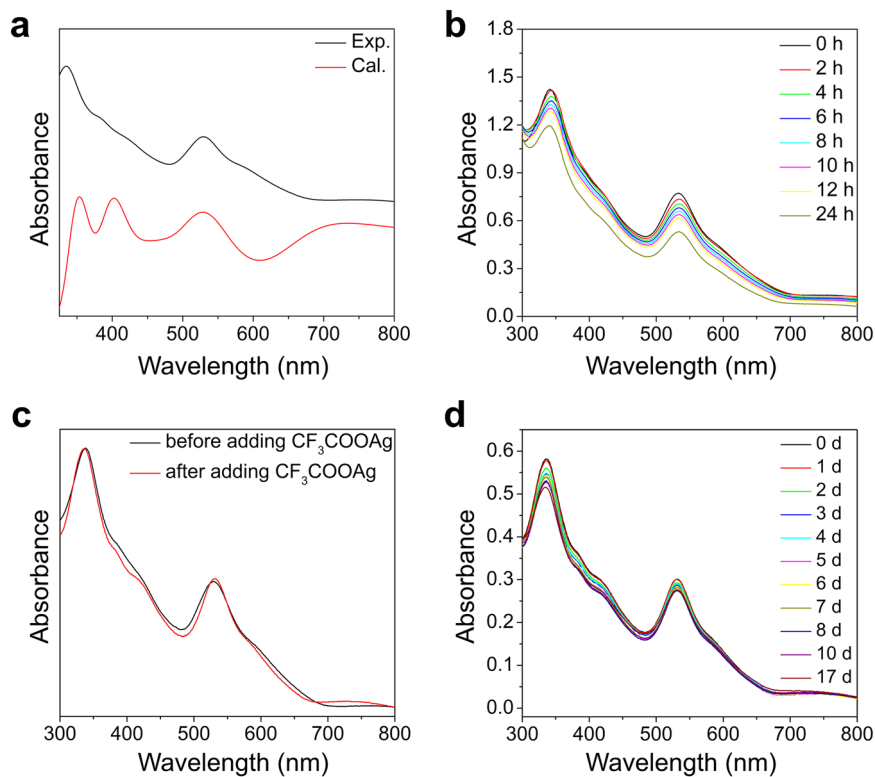 a
Exp.
Cal.
Absorbance
400
500
600
700
800
Wavelength (nm)
b
1.8
1.5
1.2
0.9
0.6
0.3
0.0
Absorbance
0 h
2 h
4 h
6 h
8 h
10 h
12 h
24 h
300
400
500
600
700
800
Wavelength (nm)
c
before adding CF₃COOAg
after adding CF₃COOAg
Absorbance
300
400
500
600
700
800
Wavelength (nm)
d
0.6
0.5
0.4
0.3
0.2
0.1
0.0
Absorbance
0 d
1 d
2 d
3 d
4 d
5 d
6 d
7 d
8 d
10 d
17 d
300
400
500
600
700
800
Wavelength (nm)